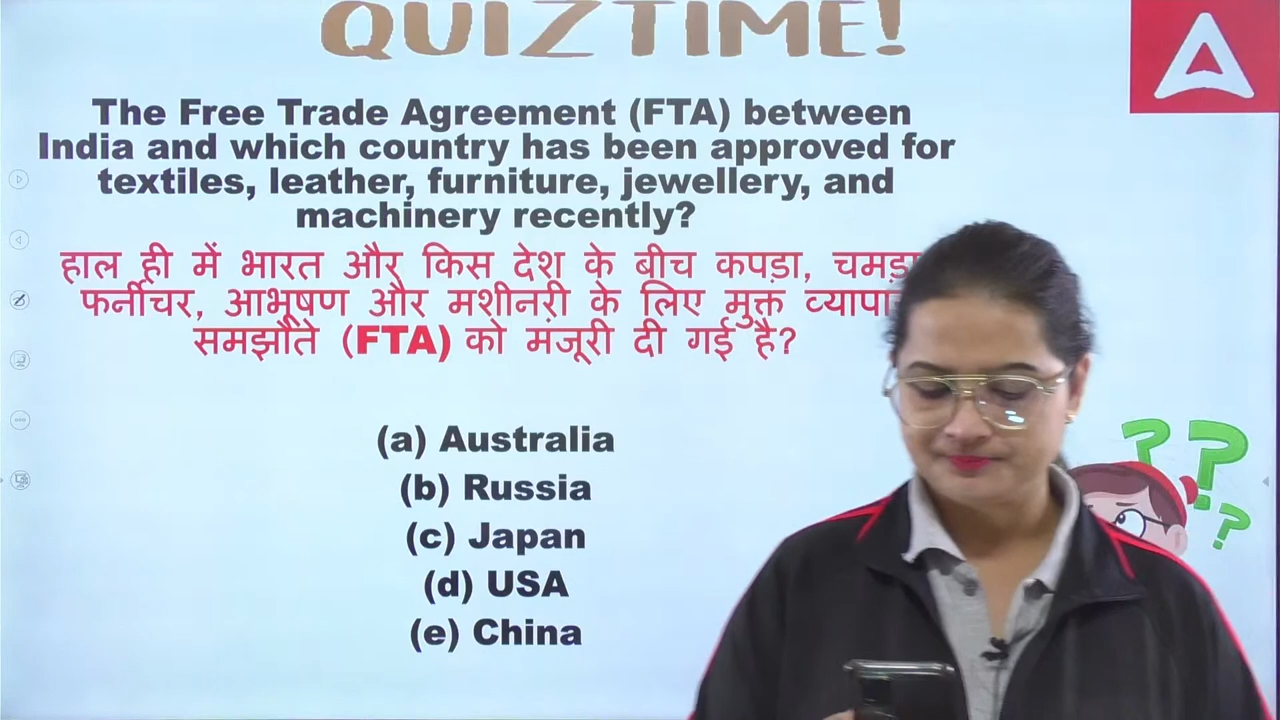 QUIZ TIME!
The Free Trade Agreement (FTA) between
India and which country has been approved for
textiles, leather, furniture, jewellery, and
machinery recently?
हाल ही में भारत और किस देश के बीच कपड़ा,
फर्नीचर, आभूषण और मशीनरी के लिए मुक्त
समझौते (FTA) को मंजूरी दी गई है?
(a) Australia
(b) Russia
(c) Japan
(d) USA
(e) China